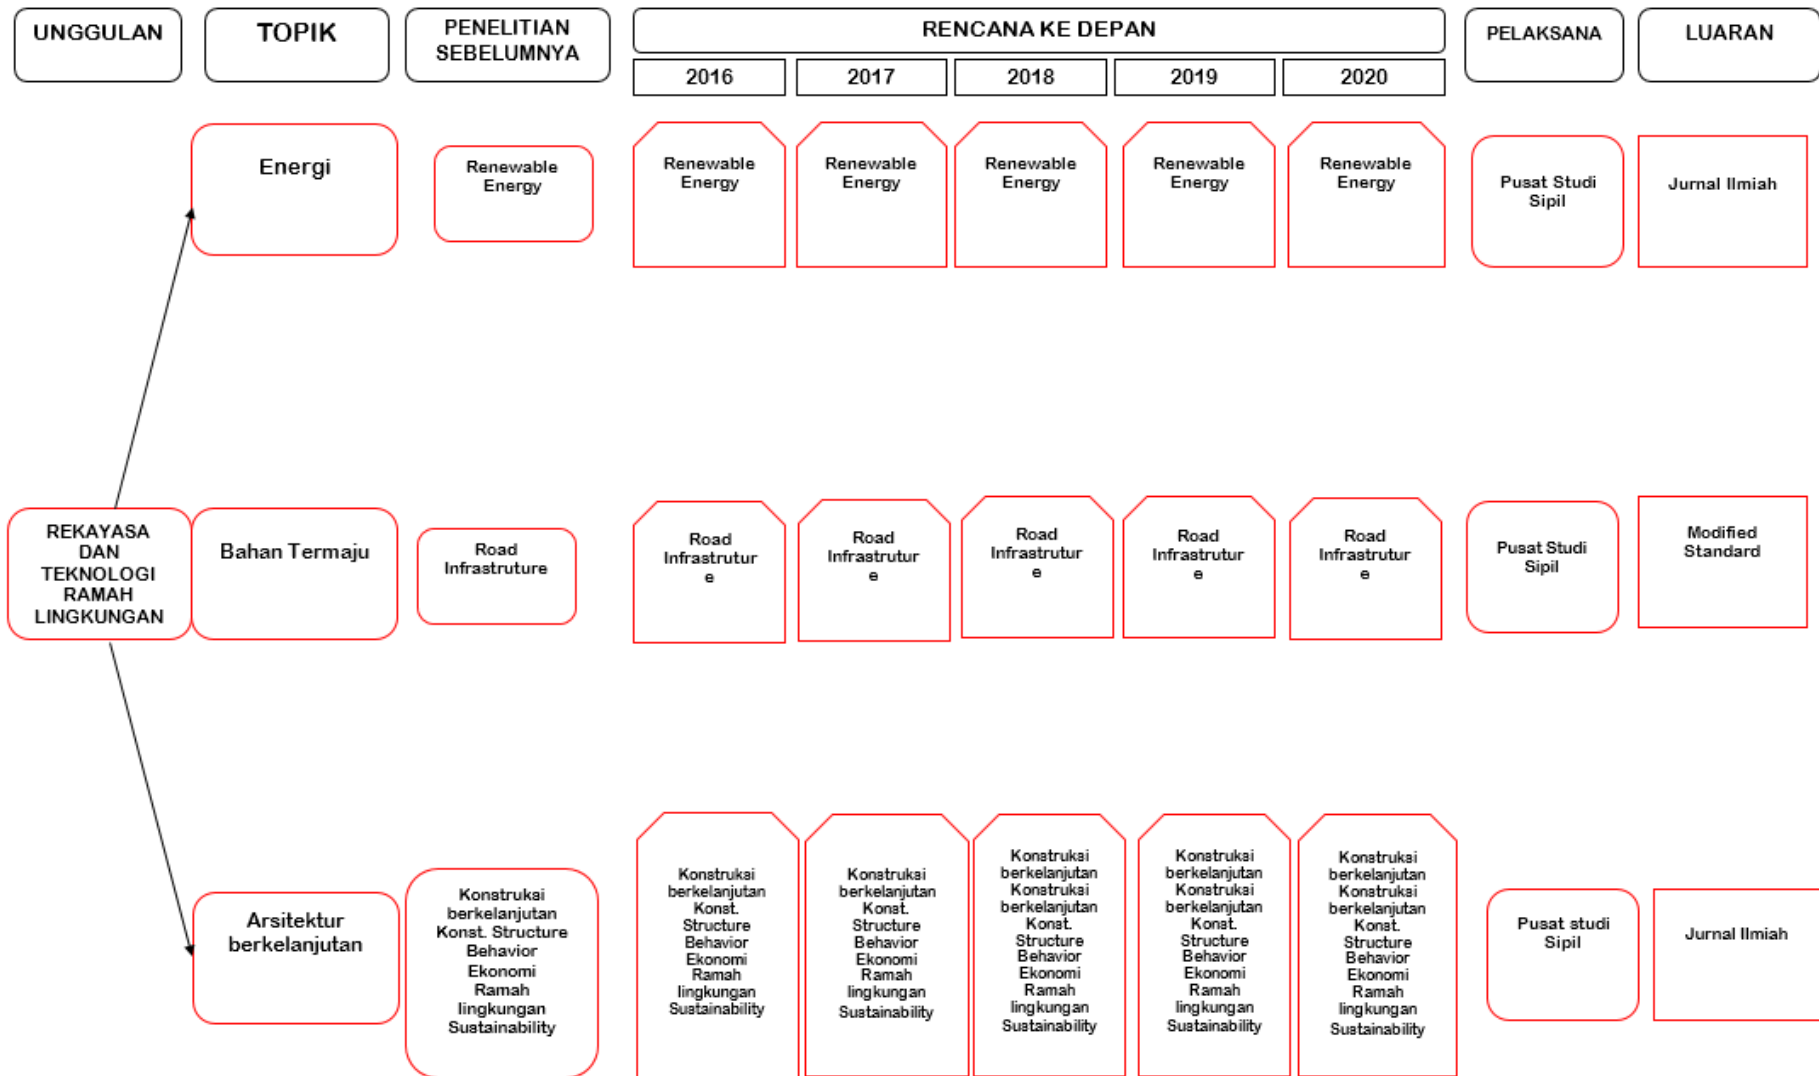 UNGGULAN
TOPIK
PENELITIAN
SEBELUMNYA
RENCANA KE DEPAN
PELAKSANA
LUARAN
2016
2017
2018
2019
2020
Energi
Renewable
Energy
Renewable
Energy
Renewable
Energy
Renewable
Energy
Renewable
Energy
Renewable
Energy
Pusat Studi
Sipil
Jurnal Ilmiah
REKAYASA
DAN
TEKNOLOGI
RAMAH
LINGKUNGAN
Bahan Termaju
Road
Infrastruture
Road
Infrastrutur
e
Road
Infrastrutur
e
Road
Infrastrutur
e
Road
Infrastrutur
e
Road
Infrastrutur
e
Pusat Studi
Sipil
Modified
Standard
Arsitektur
berkelanjutan
Konstruksi
berkelanjutan
Konst. Structure
Behavior
Ekonomi
Ramah
lingkungan
Sustainability
Konstruksi
berkelanjutan
Konst.
Structure
Behavior
Ekonomi
Ramah
lingkungan
Sustainability
Konstruksi
berkelanjutan
Konst.
Structure
Behavior
Ekonomi
Ramah
lingkungan
Sustainability
Konstruksi
berkelanjutan
Konstruksi
berkelanjutan
Konst.
Structure
Behavior
Ekonomi
Ramah
lingkungan
Sustainability
Konstruksi
berkelanjutan
Konstruksi
berkelanjutan
Konst.
Structure
Behavior
Ekonomi
Ramah
lingkungan
Sustainability
Konstruksi
berkelanjutan
Konstruksi
berkelanjutan
Konst.
Structure
Behavior
Ekonomi
Ramah
lingkungan
Sustainability
Pusat studi
Sipil
Jurnal Ilmiah